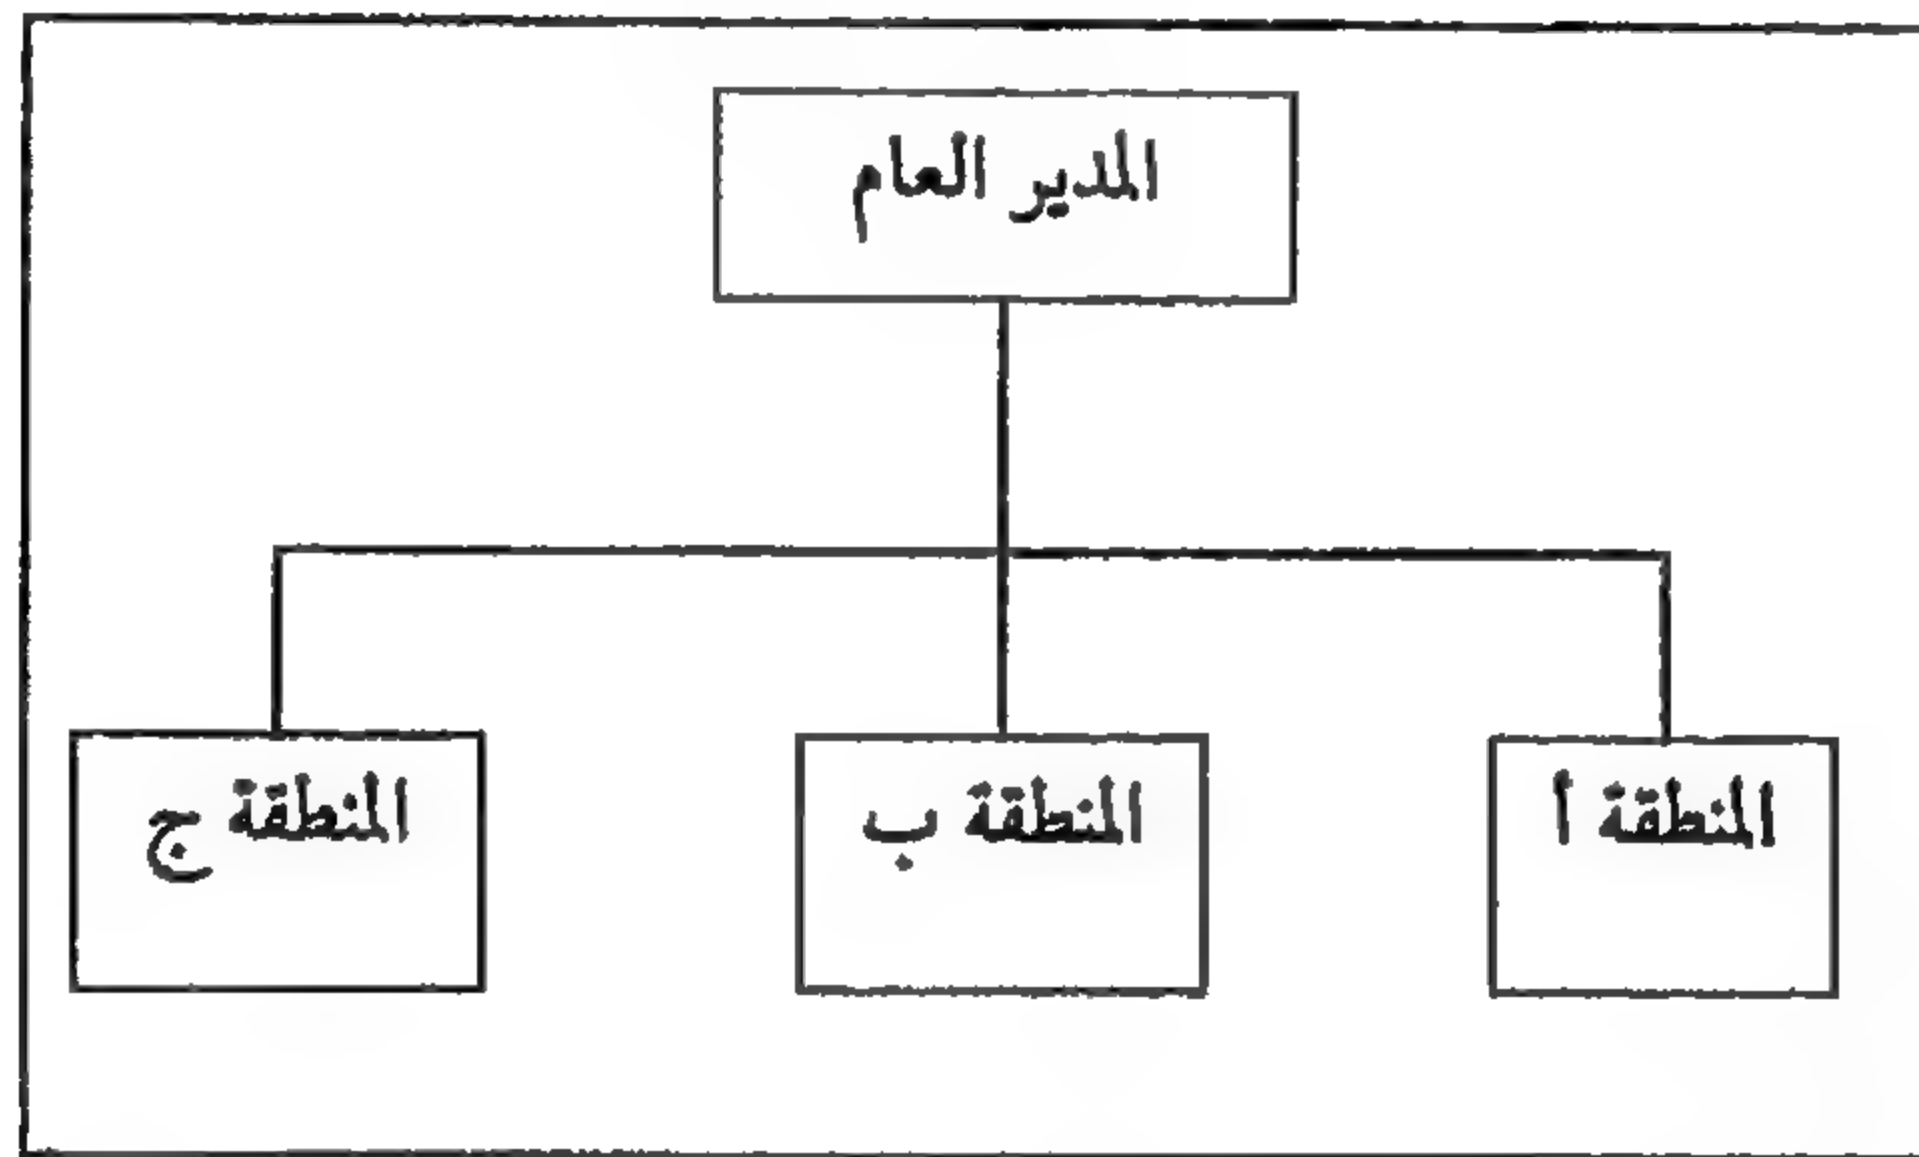 المدير العام
المنطقة أ
المنطقة ب
المنطقة ج